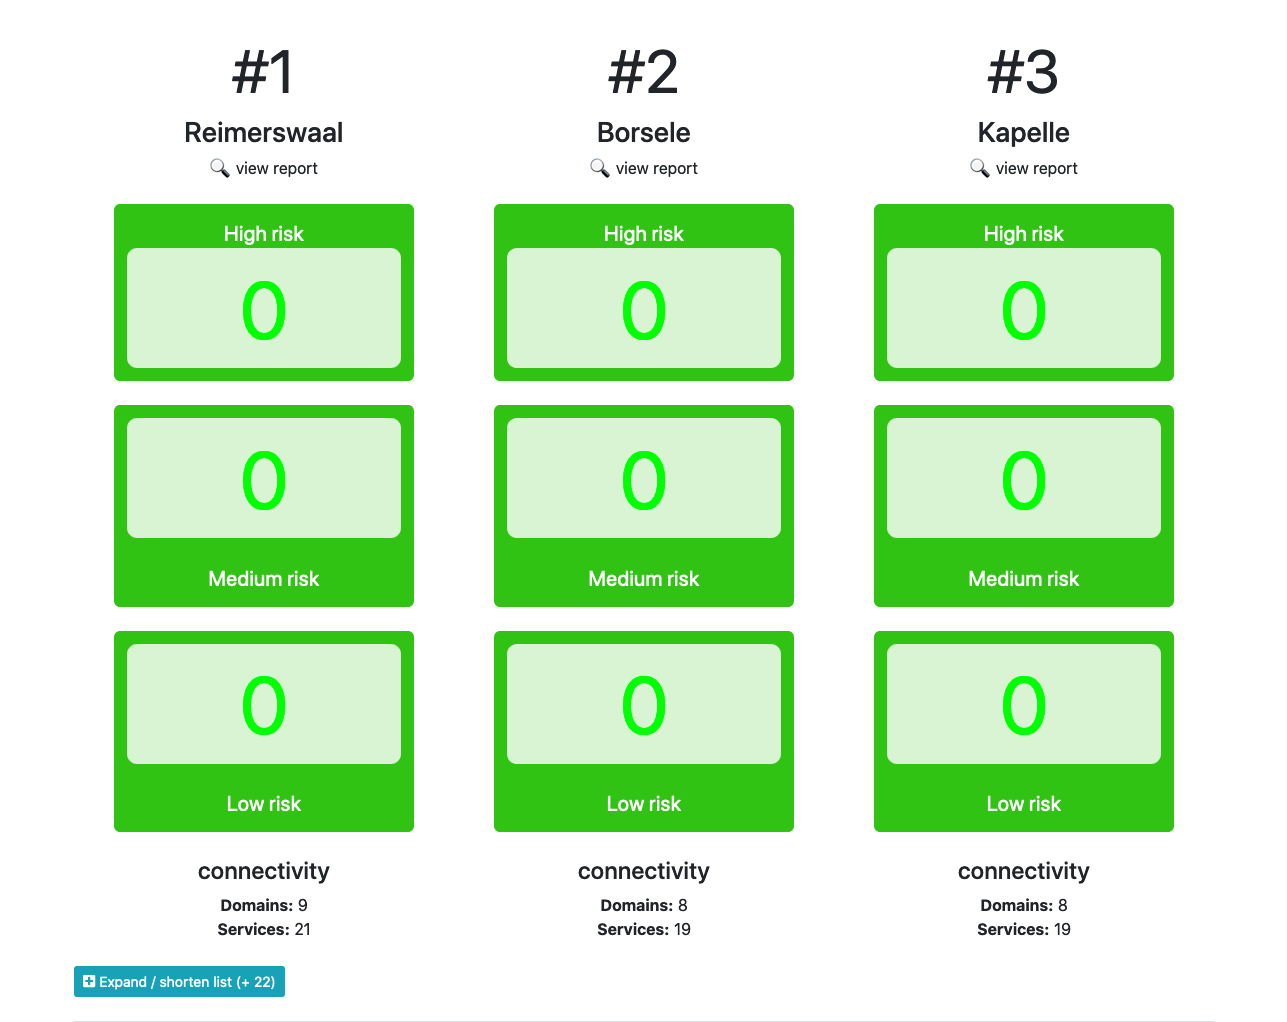 #1
Reimerswaal
🔍 view report
High risk
0
0
Medium risk
0
Low risk
connectivity
Domains: 9
Services: 21
#2
Borsele
🔍 view report
High risk
0
0
Medium risk
0
Low risk
connectivity
Domains: 8
Services: 19
#3
Kapelle
🔍 view report
High risk
0
0
Medium risk
0
Low risk
connectivity
Domains: 8
Services: 19
Expand / shorten list (+ 22)